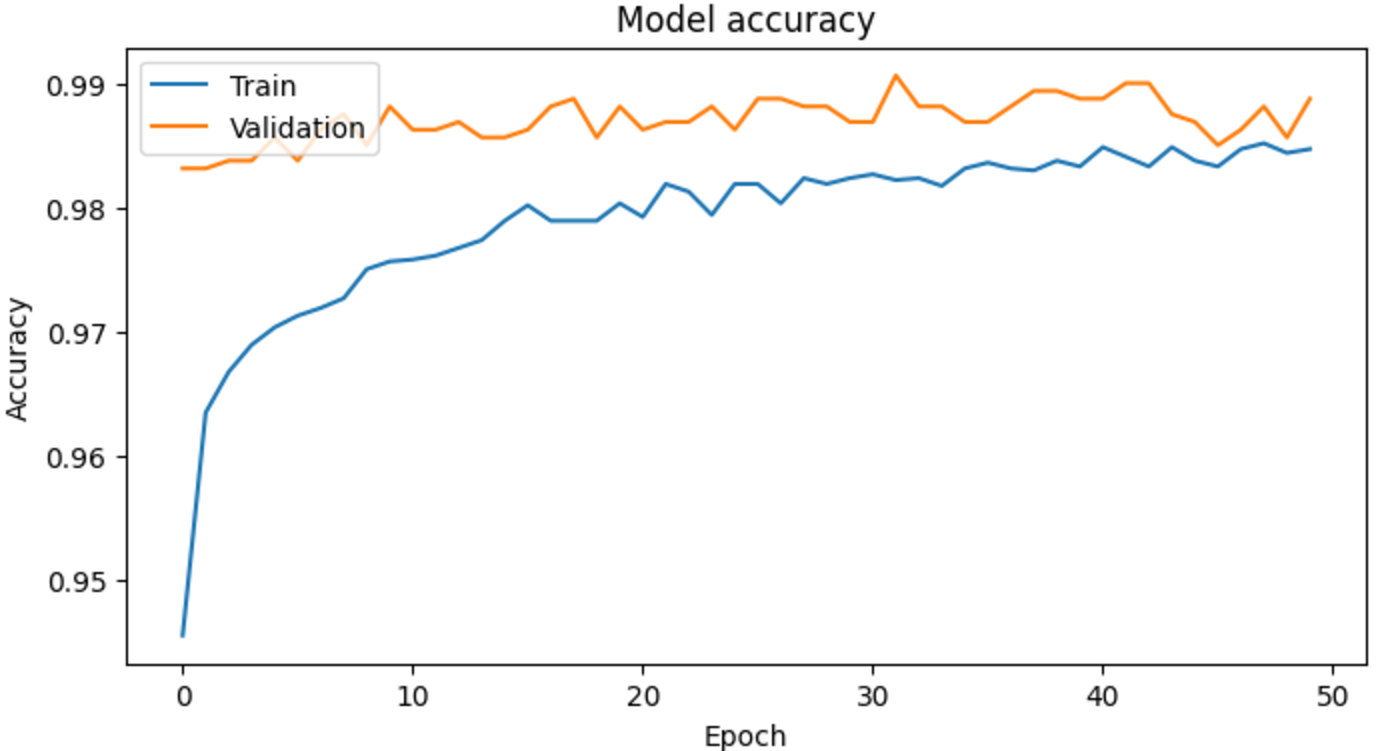 Model accuracy
Train
Validation
0.99
0.98
0.97
0.96
0.95
Accuracy
0 10 20 30 40 50
Epoch